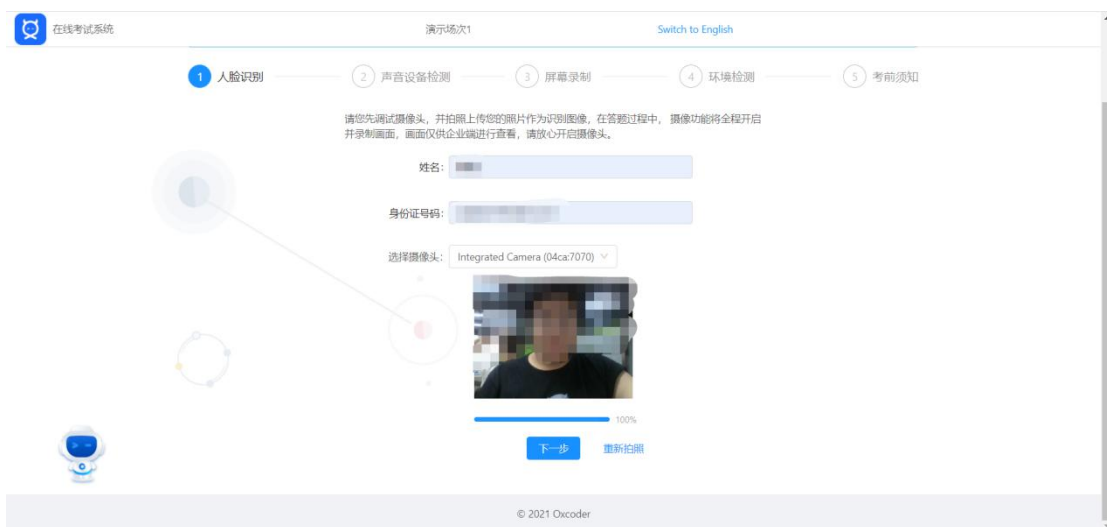 在线考试系统
演示场次1
Switch to English
1 人脸识别
2 声音设备检测
3 屏幕录制
4 环境检测
5 考前须知
请您先调试摄像头，并拍照上传您的照片作为识别图像，在答题过程中， 摄像功能将全程开启
并录制画面，画面仅供企业端进行查看，请放心开启摄像头。
姓名：
身份证号码：
选择摄像头： Integrated Camera (04ca:7070)
100%
下一步
重新拍照
© 2021 Oxcoder